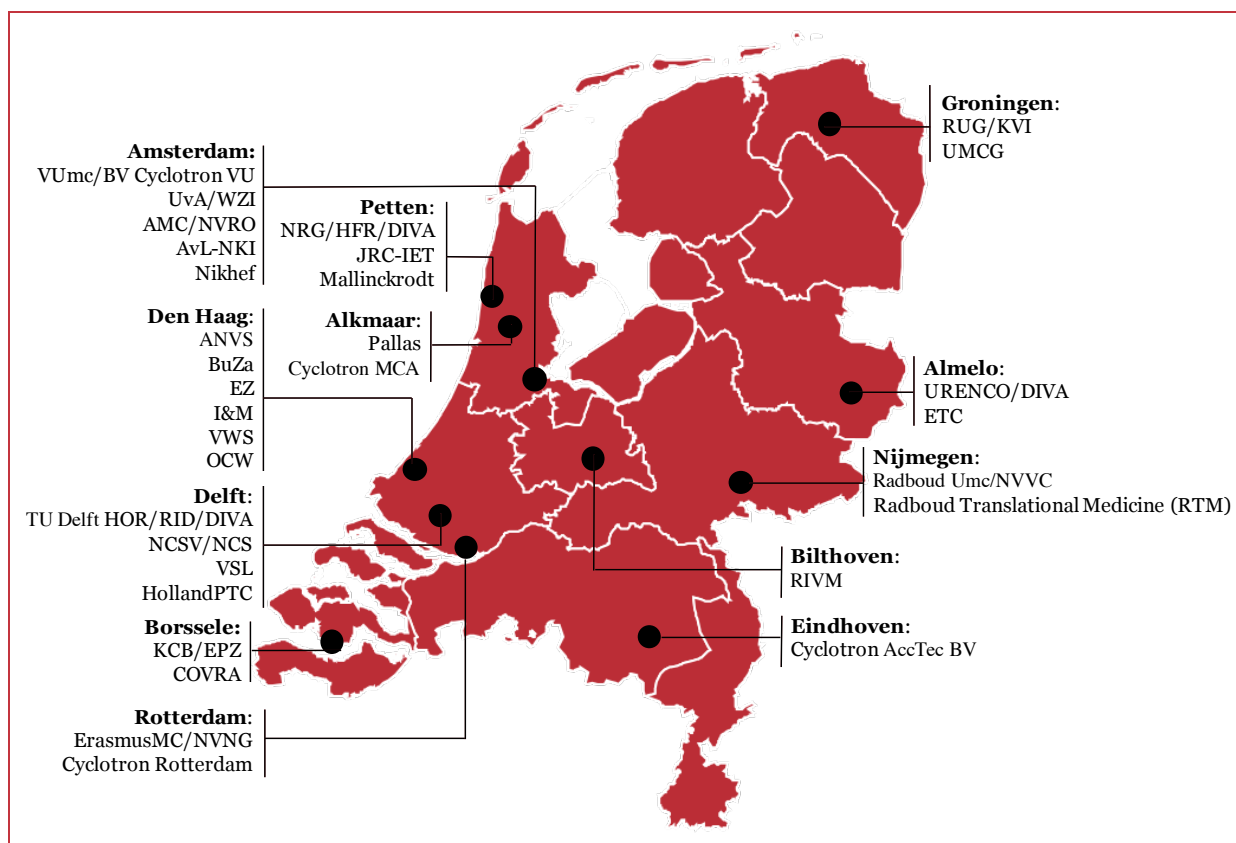 Groningen:
RUG/KVI
UMCG
Amsterdam:
VUmc/BV Cyclotron VU
UvA/WZI
AMC/NVRO
AvL-NKI
Nikhef
Petten:
NRG/HFR/DIVA
JRC-IET
Mallinckrodt
Den Haag:
ANVS
BuZa
EZ
I&M
VWS
OCW
Alkmaar:
Pallas
Cyclotron MCA
Almelo:
URENCO/DIVA
ETC
Nijmegen:
Radboud Umc/NVVC
Radboud Translational Medicine (RTM)
Delft:
TU Delft HOR/RID/DIVA
NCSV/NCS
VSL
HollandPTC
Bilthoven:
RIVM
Borssele:
KCB/EPZ
COVRA
Eindhoven:
Cyclotron AccTec BV
Rotterdam:
ErasmusMC/NVNG
Cyclotron Rotterdam